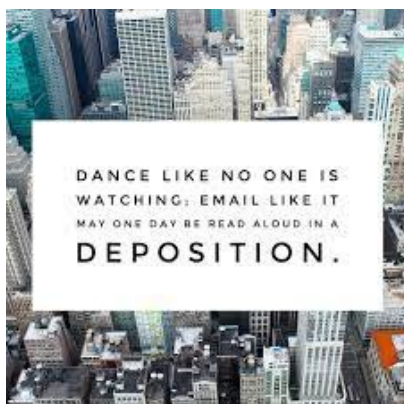 DANCE LIKE NO ONE IS
WATCHING; EMAIL LIKE IT
MAY ONE DAY BE READ ALOUD IN A
DEPOSITION.